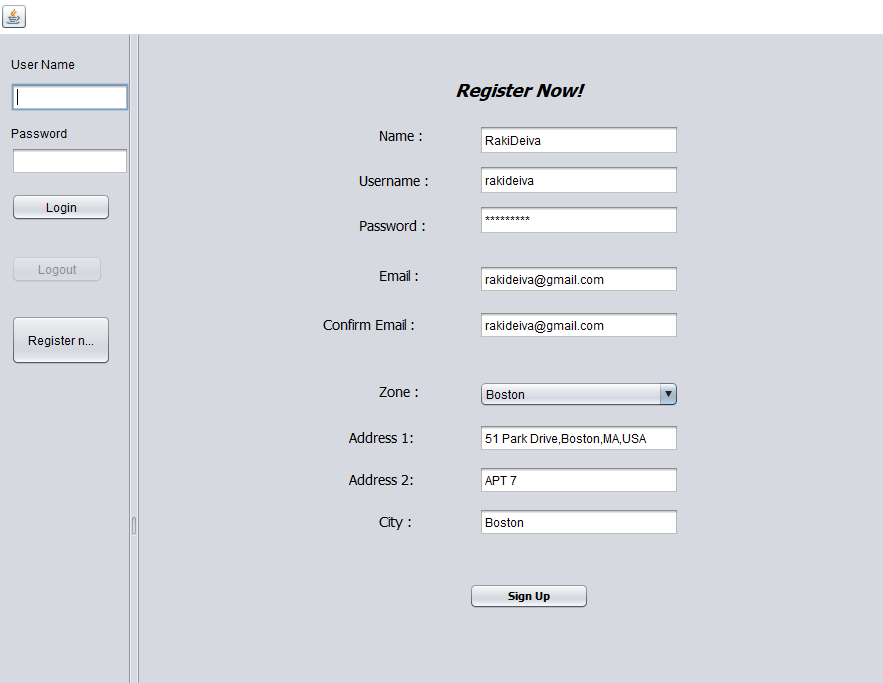 User Name
Password
Login
Logout
Register n...
Register Now!
Name : RakiDeiva
Username : rakideiva
Password : *********
Email : rakideiva@gmail.com
Confirm Email : rakideiva@gmail.com
Zone : Boston
Address 1: 51 Park Drive,Boston,MA,USA
Address 2: APT 7
City : Boston
Sign Up